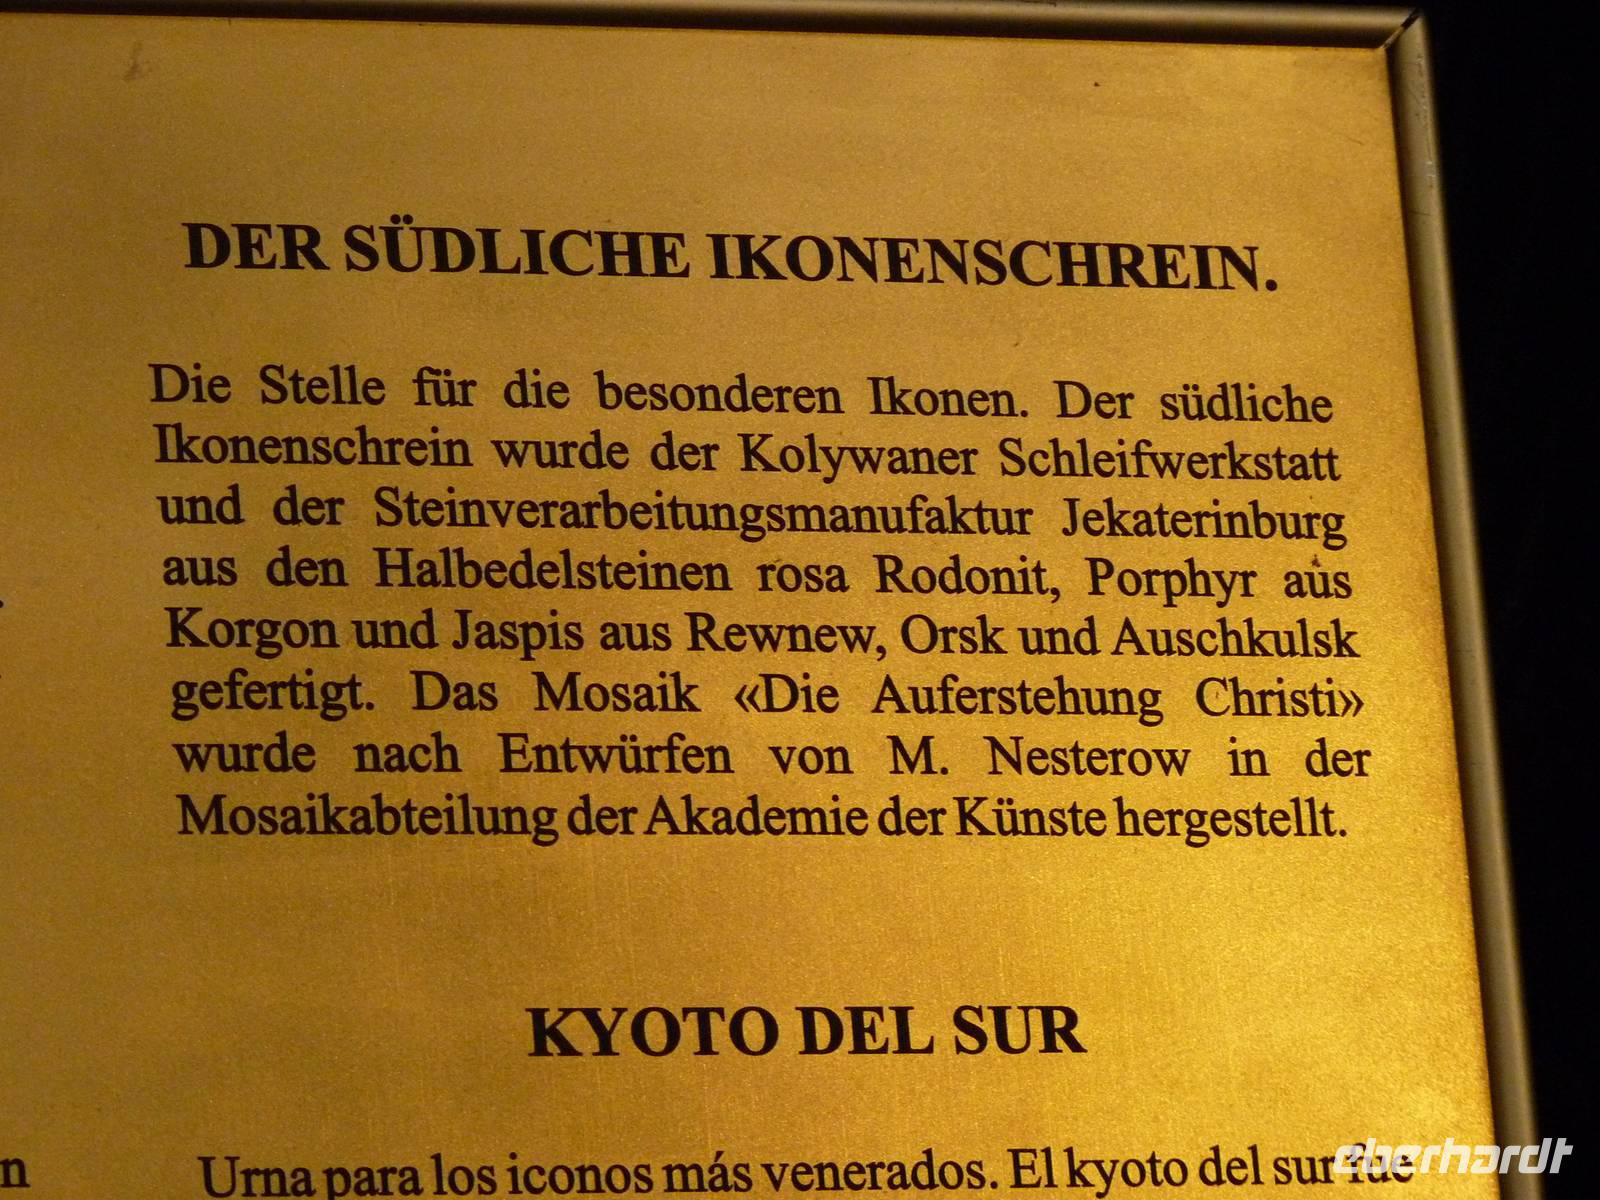 DER SÜDLICHE IKONENSCHREIN.
Die Stelle für die besonderen Ikonen. Der südliche
Ikonenschrein wurde der Kolywaner Schleifwerkstatt
und der Steinverarbeitungsmanufaktur Jekaterinburg
aus den Halbedelsteinen rosa Rodonit, Porphyr aus
Korgon und Jaspis aus Rewnew, Orsk und Auschkulsk
gefertigt. Das Mosaik «Die Auferstehung Christi»
wurde nach Entwürfen von M. Nesterow in der
Mosaikabteilung der Akademie der Künste hergestellt.
KYOTO DEL SUR
n
Urna para los iconos más venerados. El kyoto del sur fue
eberhardt